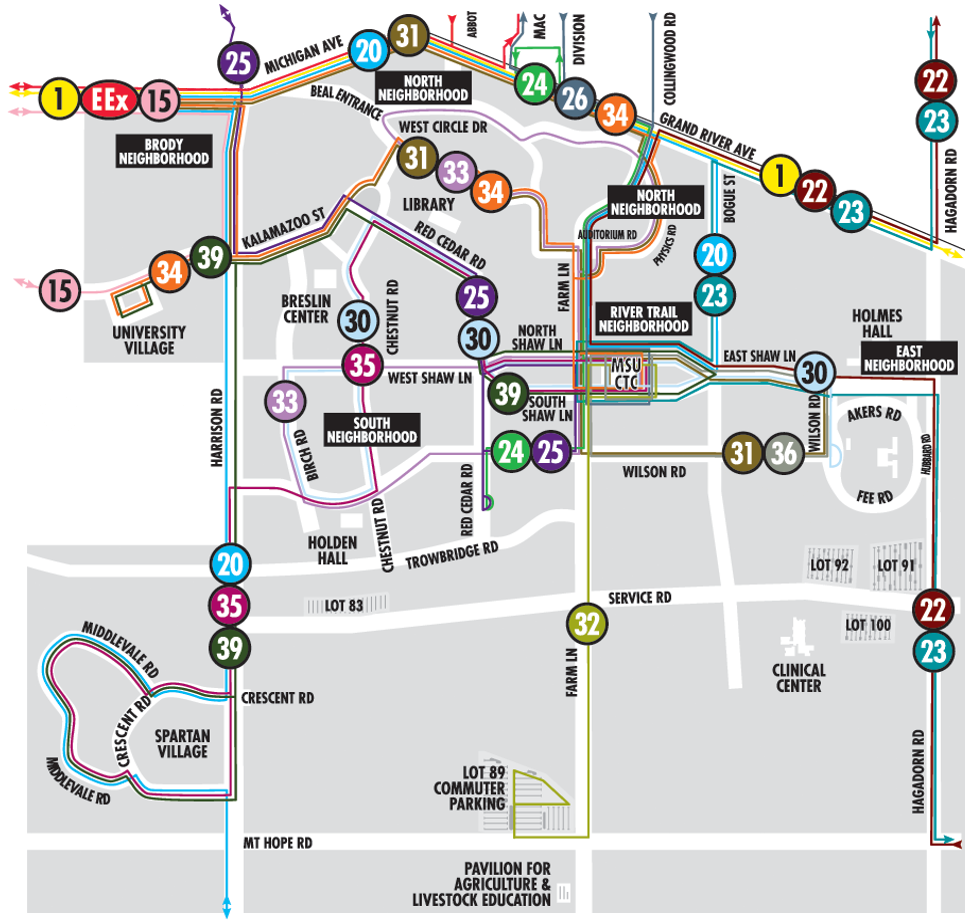 ABBOT
MAC
DIVISION
COLLINGWOOD RD
25
MICHIGAN AVE
20
31
1
EEx
15
NORTH
NEIGHBORHOOD
24
26
34
22
23
HAGADORN RD
BEAL ENTRANCE
WEST CIRCLE DR
GRAND RIVER AVE
BRODY
NEIGHBORHOOD
31
33
34
LIBRARY
NORTH
NEIGHBORHOOD
BOGUE ST
1
22
23
KALAMAZOO ST
RED CEDAR RD
AUDITORIUM RD
PHYSICS RD
FARM LN
39
34
15
UNIVERSITY
VILLAGE
BRESLIN
CENTER
CHESTNUT RD
30
35
25
30
20
23
RIVER TRAIL
NEIGHBORHOOD
HOLMES
HALL
EAST
NEIGHBORHOOD
NORTH
SHAW LN
WEST SHAW LN
MSU
CTC
EAST SHAW LN
30
39
SOUTH
SHAW LN
33
SOUTH
NEIGHBORHOOD
HARRISON RD
BIRCH RD
WILSON RD
AKERS RD
HUBBARD RD
24
25
WILSON RD
31
36
FEE RD
RED CEDAR RD
CHESTNUT RD
HOLDEN
HALL
TROWBRIDGE RD
20
35
39
LOT 83
SERVICE RD
LOT 92
LOT 91
LOT 100
22
23
32
FARM LN
CLINICAL
CENTER
MIDDLEVALE RD
CRESCENT RD
CRESCENT RD
SPARTAN
VILLAGE
MIDDLEVALE RD
LOT 89
COMMUTER
PARKING
HAGADORN RD
MT HOPE RD
PAVILION FOR
AGRICULTURE &
LIVESTOCK EDUCATION